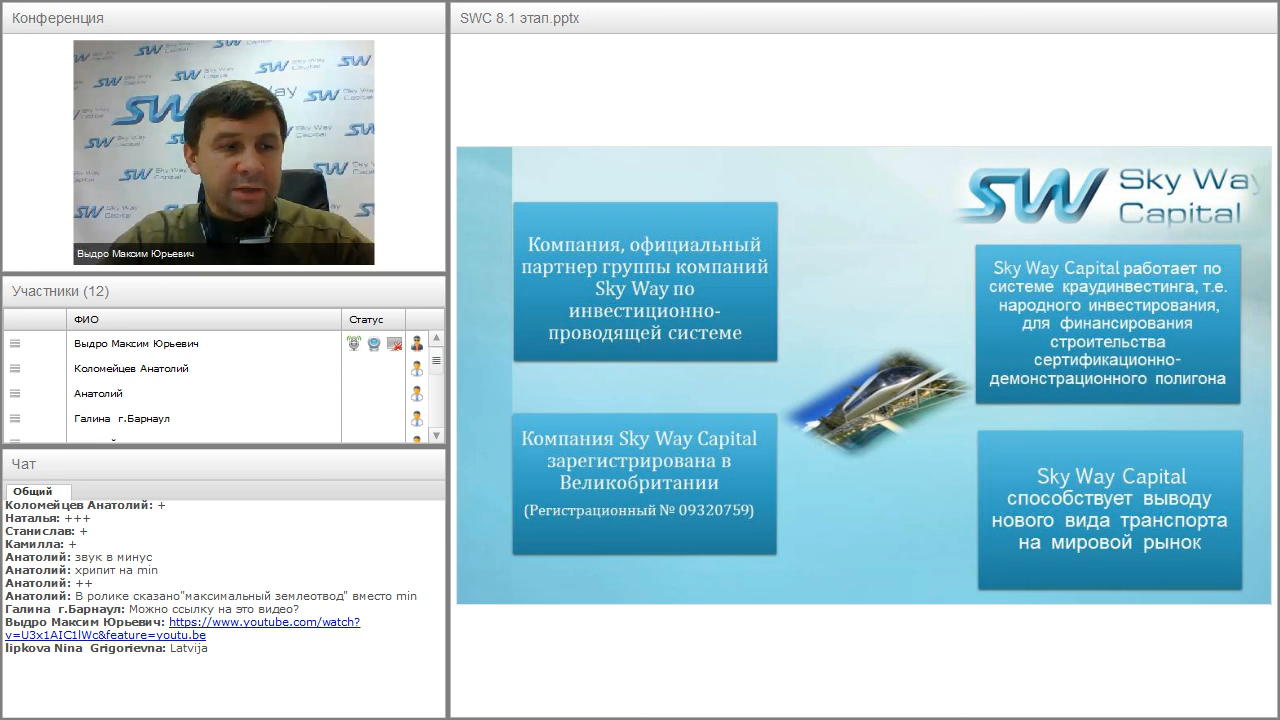 Конференция
SW
Sky Way
Capital
Выдро Максим Юрьевич
Участники (12)
ФИО
Статус
Выдро Максим Юрьевич
Коломейцев Анатолий
Анатолий
Галина г.Барнаул
Чат
Общий
Коломейцев Анатолий: +
Наталья: +++
Станислав: +
Камилла: +
Анатолий: звук в минус
Анатолий: хрипит на min
Анатолий: ++
Анатолий: В ролике сказано"максимальный землеотвод" вместо min
Галина г.Барнаул: Можно ссылку на это видео?
Выдро Максим Юрьевич: https://www.youtube.com/watch?
v=U3x1AIC1lWc&feature=youtu.be
lipkova Nina Grigorievna: Latvija
SWC 8.1 этап.pptx
SW Sky Way
Capital
Компания, официальный
партнер группы компаний
Sky Way по
инвестиционно-
проводящей системе
Sky Way Capital работает по
системе краудинвестинга, т.е.
народного инвестирования,
для финансирования
строительства
сертификационно-
демонстрационного полигона
Компания Sky Way Capital
зарегистрирована в
Великобритании
(Регистрационный № 09320759)
Sky Way Capital
способствует выводу
нового вида транспорта
на мировой рынок